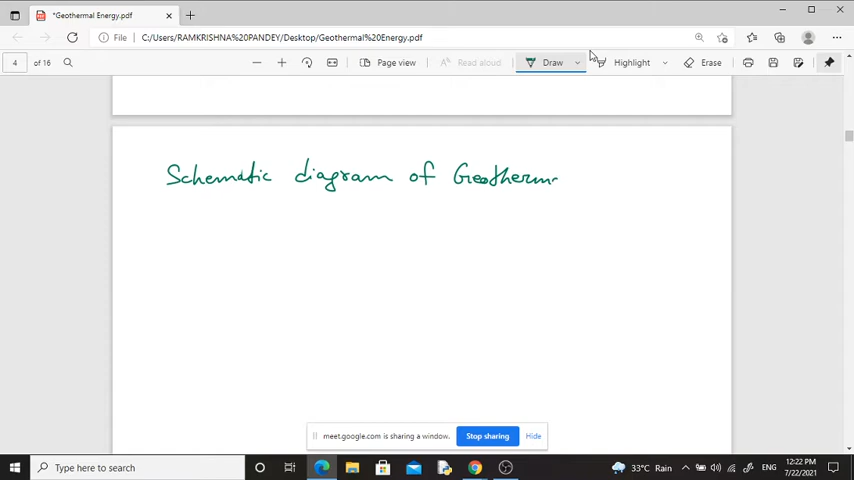 *Geothermal Energy.pdf
File C:/Users/RAMKRISHNA%20PANDEY/Desktop/Geothermal%20Energy.pdf
4 of 16 Page view Read aloud Draw Highlight Erase
Schematic diagram of Geotherm
meet.google.com is sharing a window. Stop sharing Hide
Type here to search 33°C Rain ENG 12:22 PM
7/22/2021